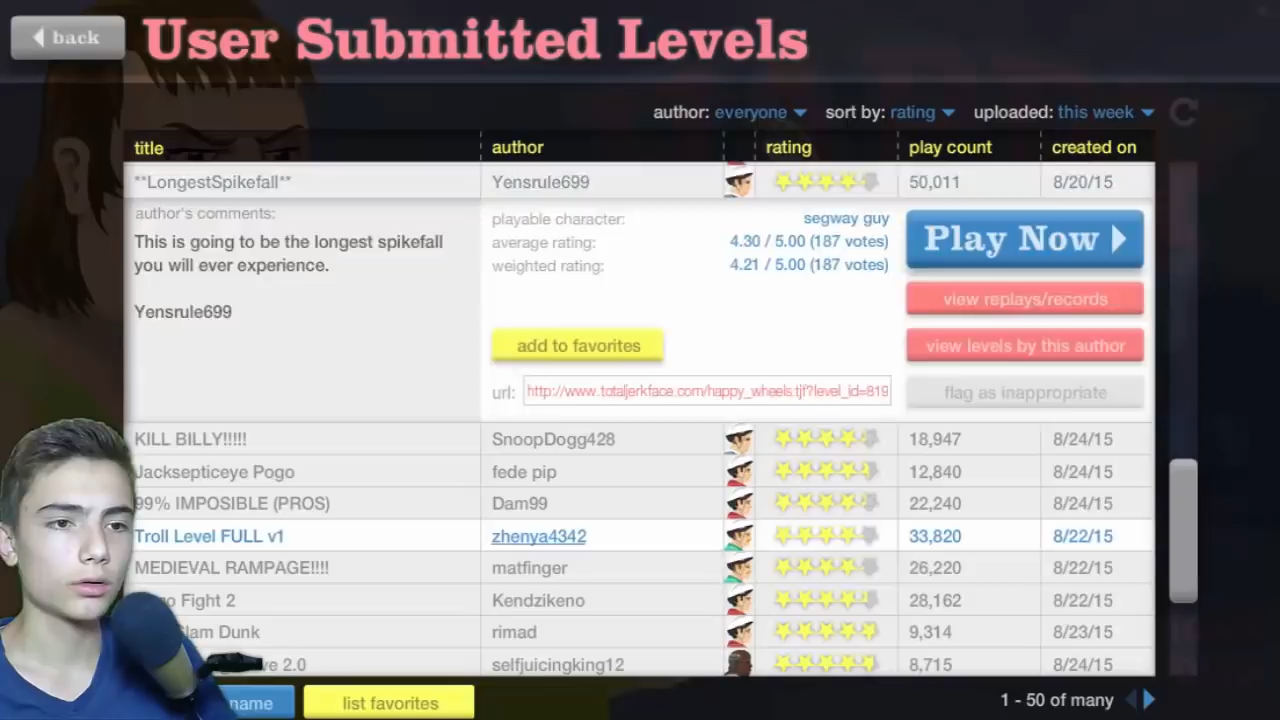 back
User Submitted Levels
author: everyone sort by: rating uploaded: this week
title author rating play count created on
**LongestSpikefall** Yensrule699 50,011 8/20/15
author's comments:
This is going to be the longest spikefall
you will ever experience.
Yensrule699
playable character: segway guy
average rating: 4.30 / 5.00 (187 votes)
weighted rating: 4.21 / 5.00 (187 votes)
add to favorites
url: http://www.totaljerkface.com/happy_wheels.tjf?level_id=819
Play Now
view replays/records
view levels by this author
flag as inappropriate
KILL BILLY!!!!! SnoopDogg428 18,947 8/24/15
Jacksepticeye Pogo fede pip 12,840 8/24/15
99% IMPOSIBLE (PROS) Dam99 22,240 8/24/15
Troll Level FULL v1 zhenya4342 33,820 8/22/15
MEDIEVAL RAMPAGE!!!! matfinger 26,220 8/22/15
Fight 2 Kendzikeno 28,162 8/22/15
Dunk rimad 9,314 8/23/15
2.0 selfjuicingking12 8,715 8/24/15
name
list favorites
1 - 50 of many